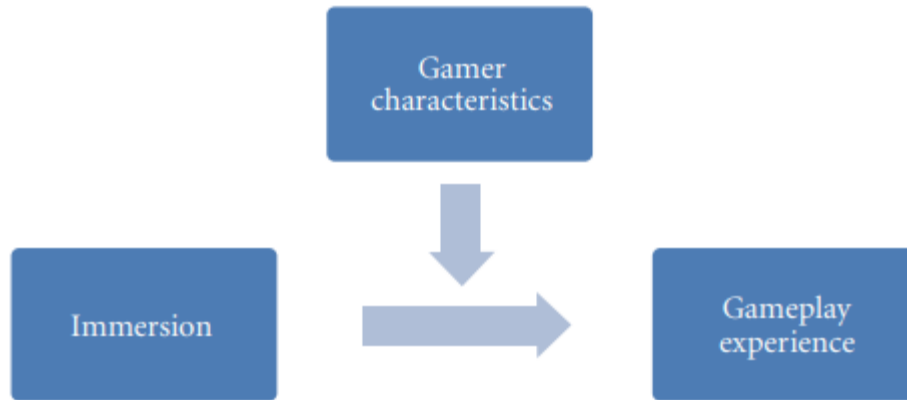 Gamer
characteristics
Immersion
Gameplay
experience